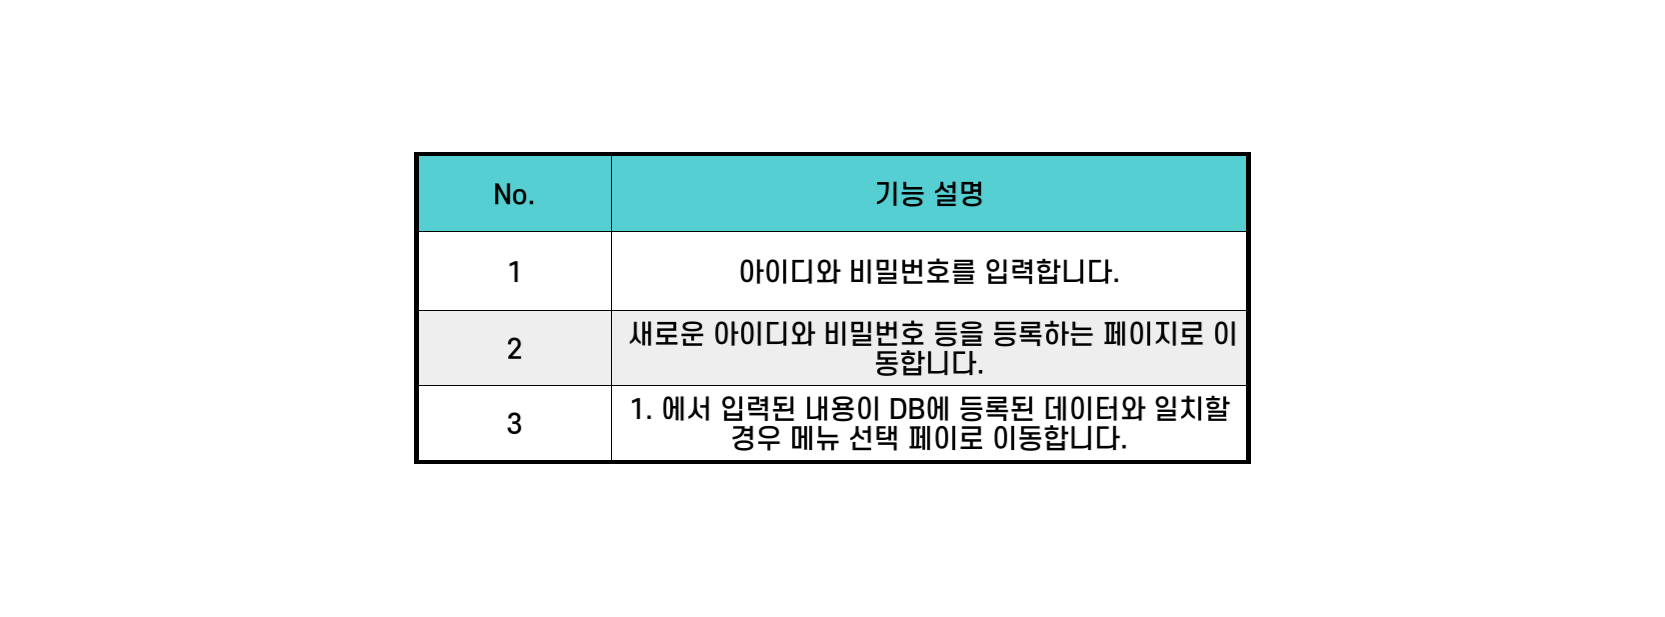 No. 기능 설명
1 아이디와 비밀번호를 입력합니다.
2 새로운 아이디와 비밀번호 등을 등록하는 페이지로 이
동합니다.
3 1. 에서 입력된 내용이 DB에 등록된 데이터와 일치할
경우 메뉴 선택 페이로 이동합니다.